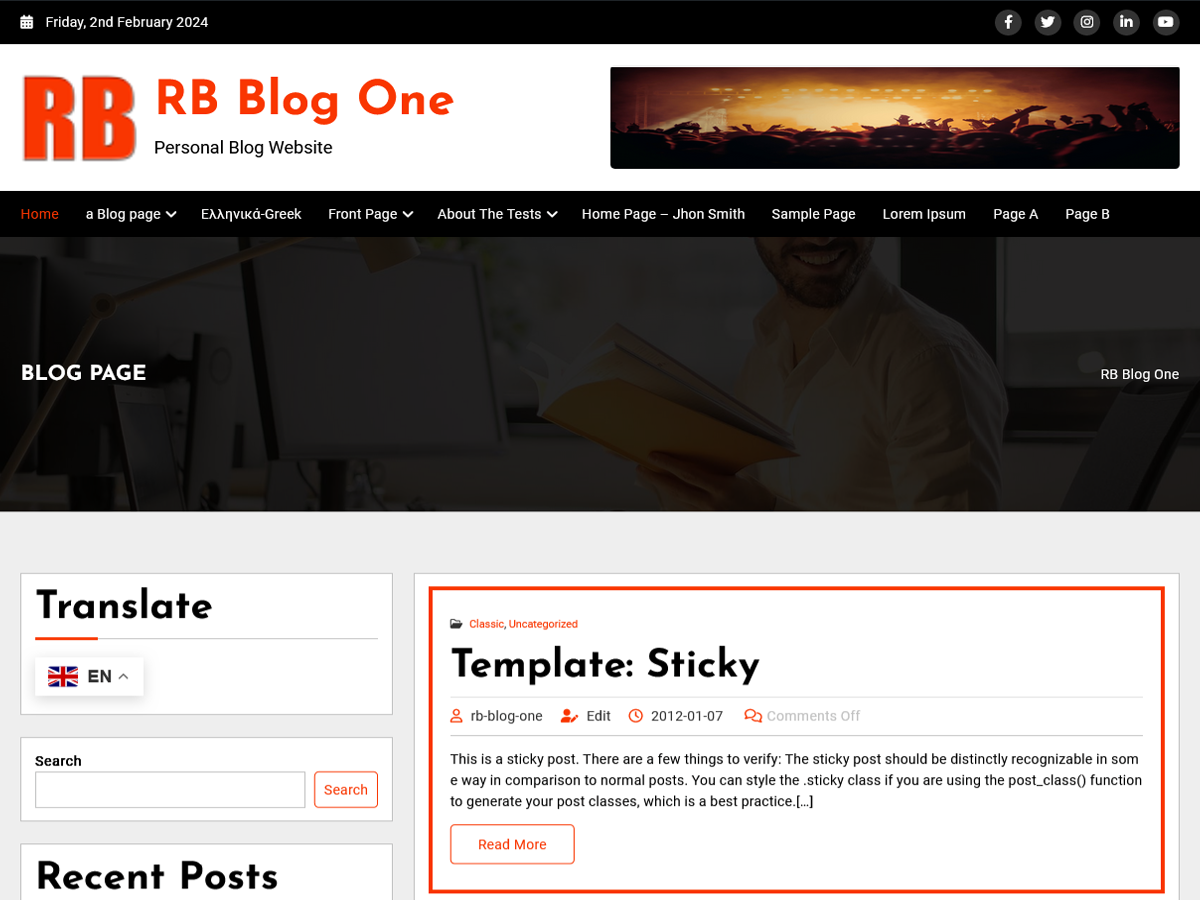 Friday, 2nd February 2024
RB
RB Blog One
Personal Blog Website
Home a Blog page Ελληνικά-Greek Front Page About The Tests Home Page – Jhon Smith Sample Page Lorem Ipsum Page A Page B
BLOG PAGE
RB Blog One
Translate
EN
Search
Search
Recent Posts
Classic, Uncategorized
Template: Sticky
rb-blog-one Edit 2012-01-07 Comments Off
This is a sticky post. There are a few things to verify: The sticky post should be distinctly recognizable in som
e way in comparison to normal posts. You can style the .sticky class if you are using the post_class() function
to generate your post classes, which is a best practice.[…]
Read More